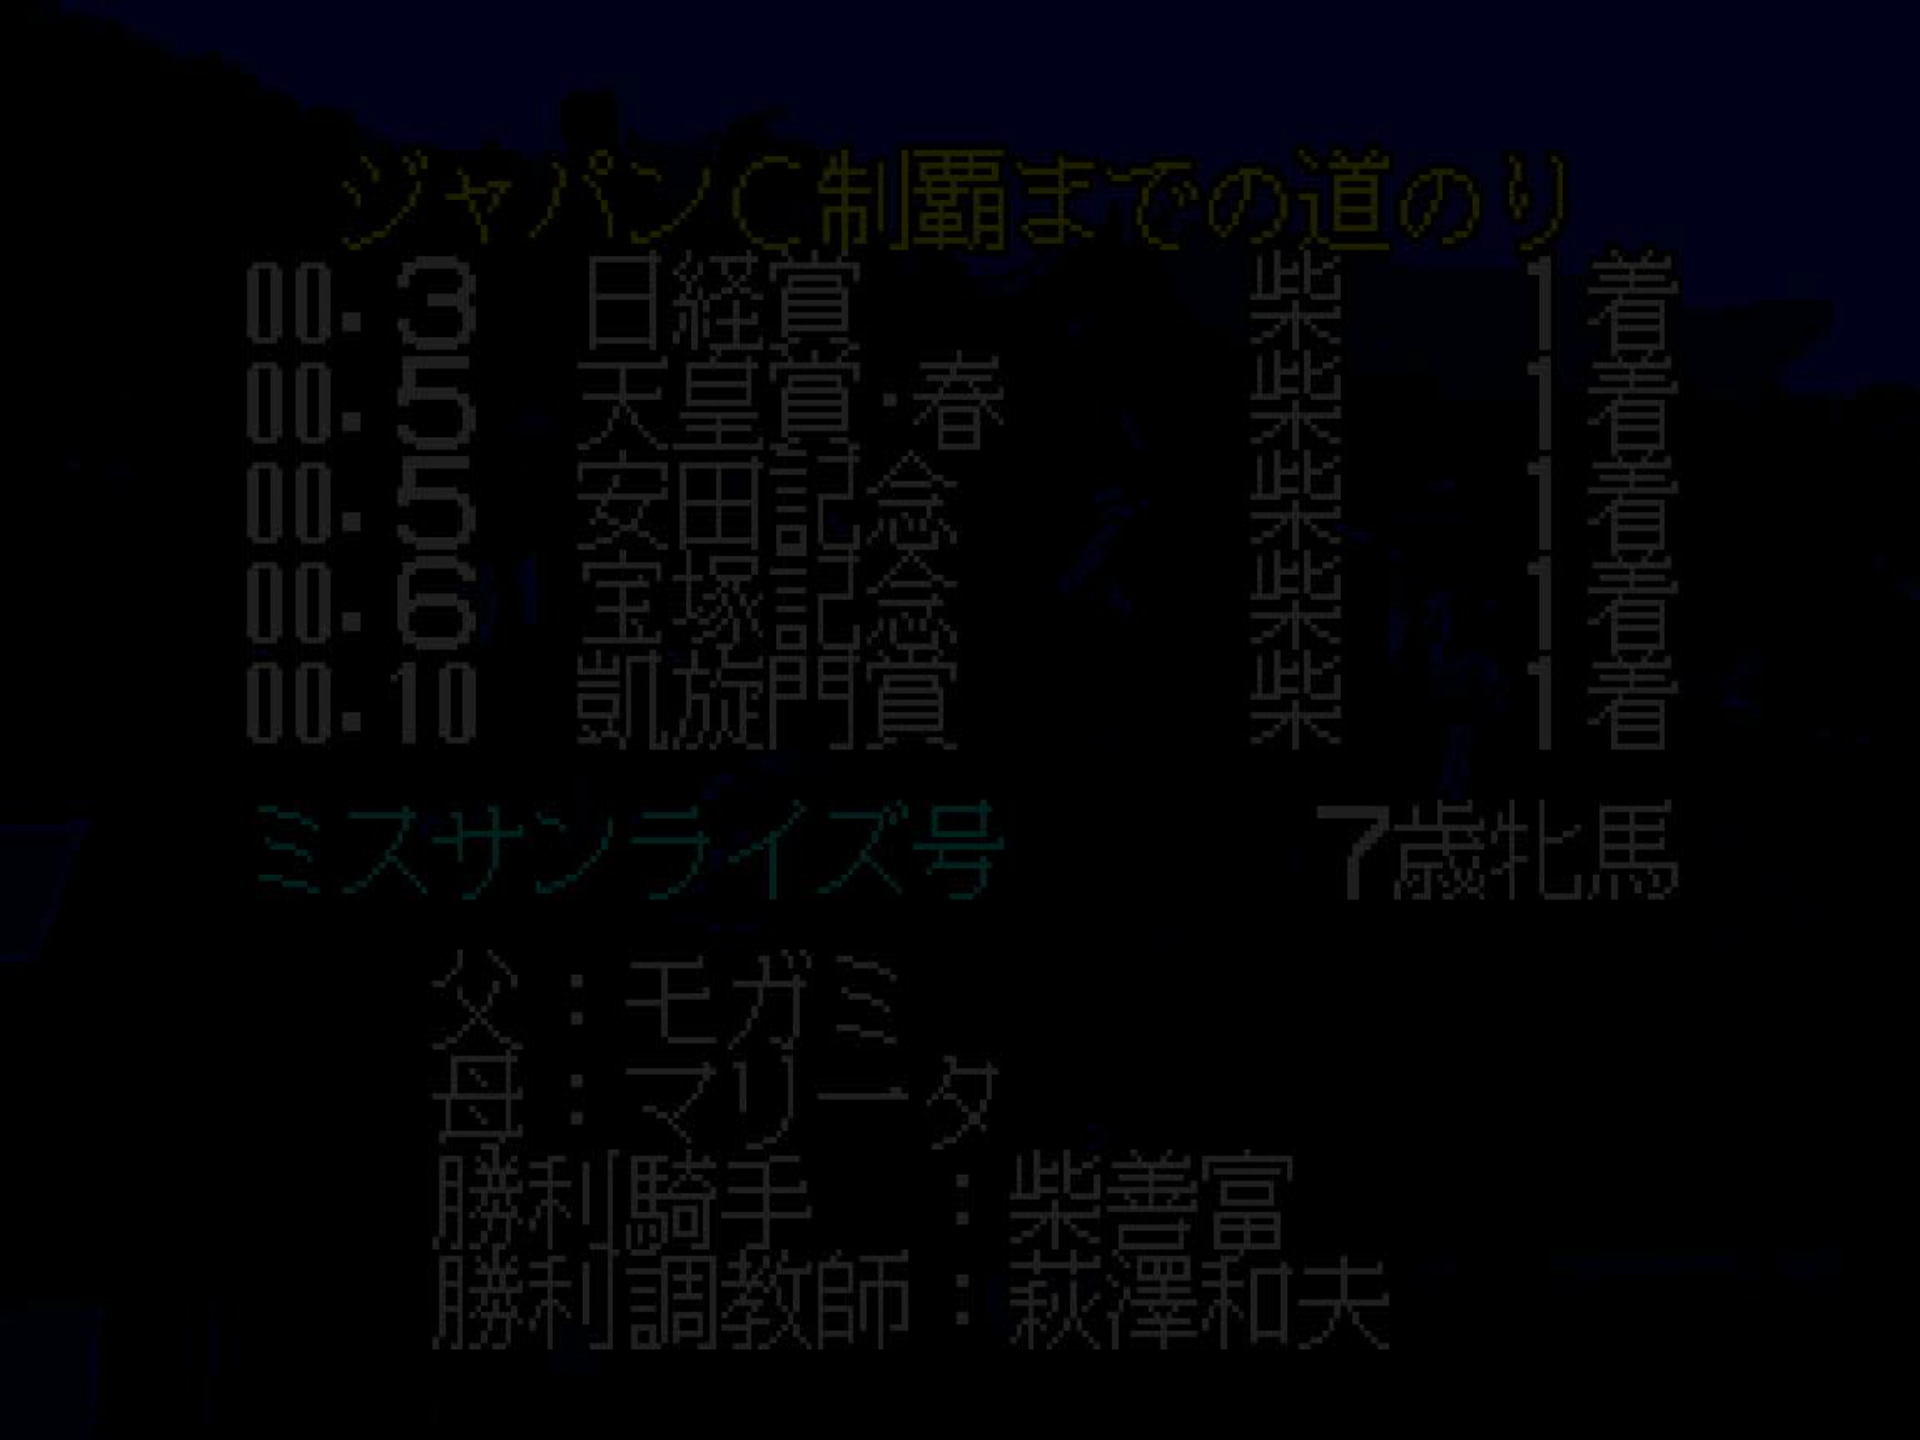 ジャパンC制覇までの道のり
00. 3 日経賞 柴 1着
00. 5 天皇賞・春 柴 1着
00. 5 安田記念 柴 1着
00. 6 宝塚記念 柴 1着
00.10 凱旋門賞 柴 1着
ミスサンライズ号 7歳牝馬
父:モガミ
母:マリータ
勝利騎手 :柴善富
勝利調教師:萩澤和夫